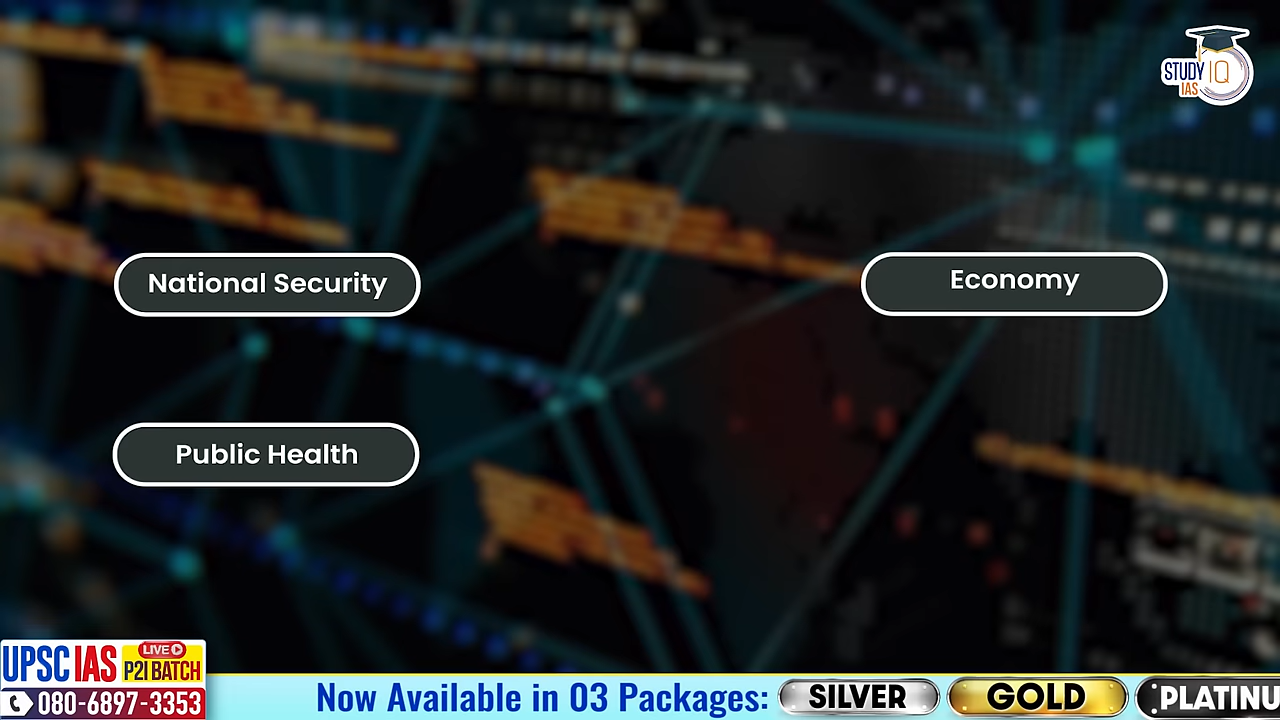 STUDY IQ
IAS
National Security
Economy
Public Health
UPSC IAS
LIVE
P2I BATCH
080-6897-3353
Now Available in 03 Packages:
SILVER
GOLD
PLATINU